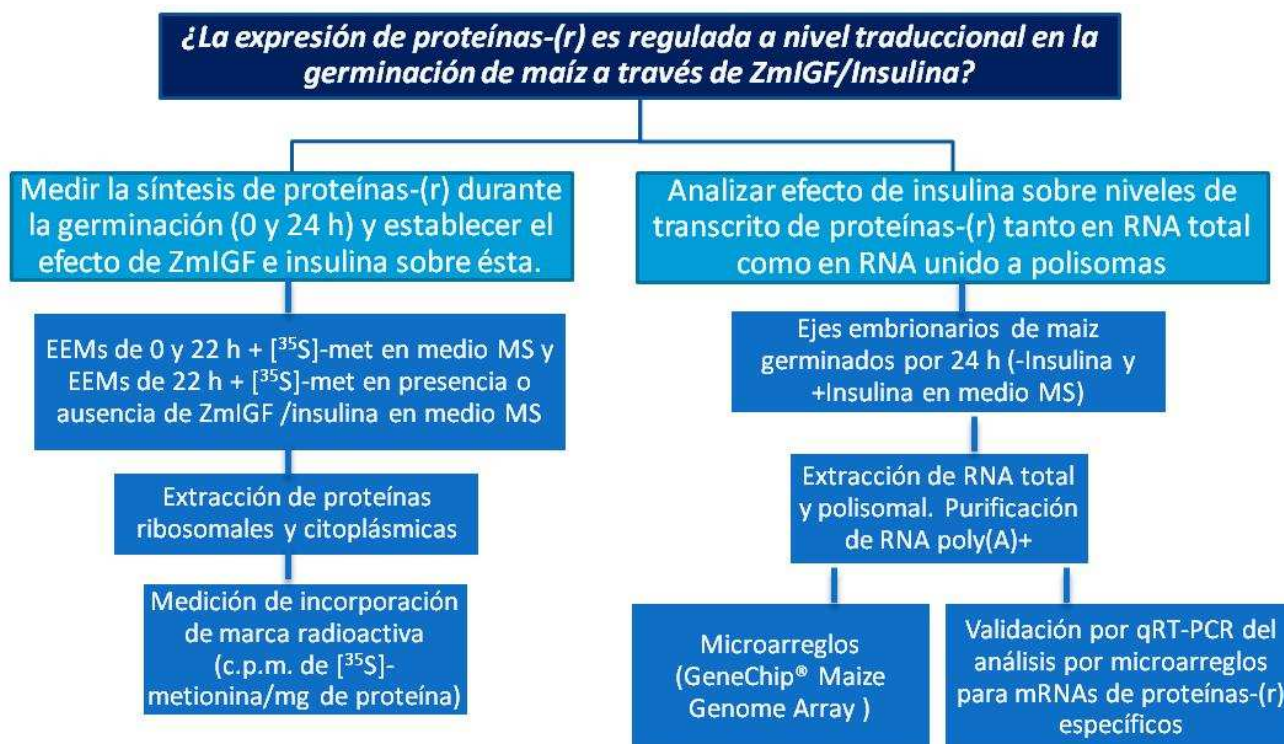 ¿La expresión de proteínas-(r) es regulada a nivel traduccional en la
germinación de maíz a través de ZmIGF/Insulina?
Medir la síntesis de proteínas-(r) durante
la germinación (0 y 24 h) y establecer el
efecto de ZmIGF e insulina sobre ésta.
EEMs de 0 y 22 h + [³⁵S]-met en medio MS y
EEMs de 22 h + [³⁵S]-met en presencia o
ausencia de ZmIGF /insulina en medio MS
Extracción de proteínas
ribosomales y citoplásmicas
Medición de incorporación
de marca radioactiva
(c.p.m. de [³⁵S]-
metionina/mg de proteína)
Analizar efecto de insulina sobre niveles de
transcrito de proteínas-(r) tanto en RNA total
como en RNA unido a polisomas
Ejes embrionarios de maiz
germinados por 24 h (-Insulina y
+Insulina en medio MS)
Extracción de RNA total
y polisomal. Purificación
de RNA poly(A)+
Microarreglos
(GeneChip® Maize
Genome Array )
Validación por qRT-PCR del
análisis por microarreglos
para mRNAs de proteínas-(r)
específicos